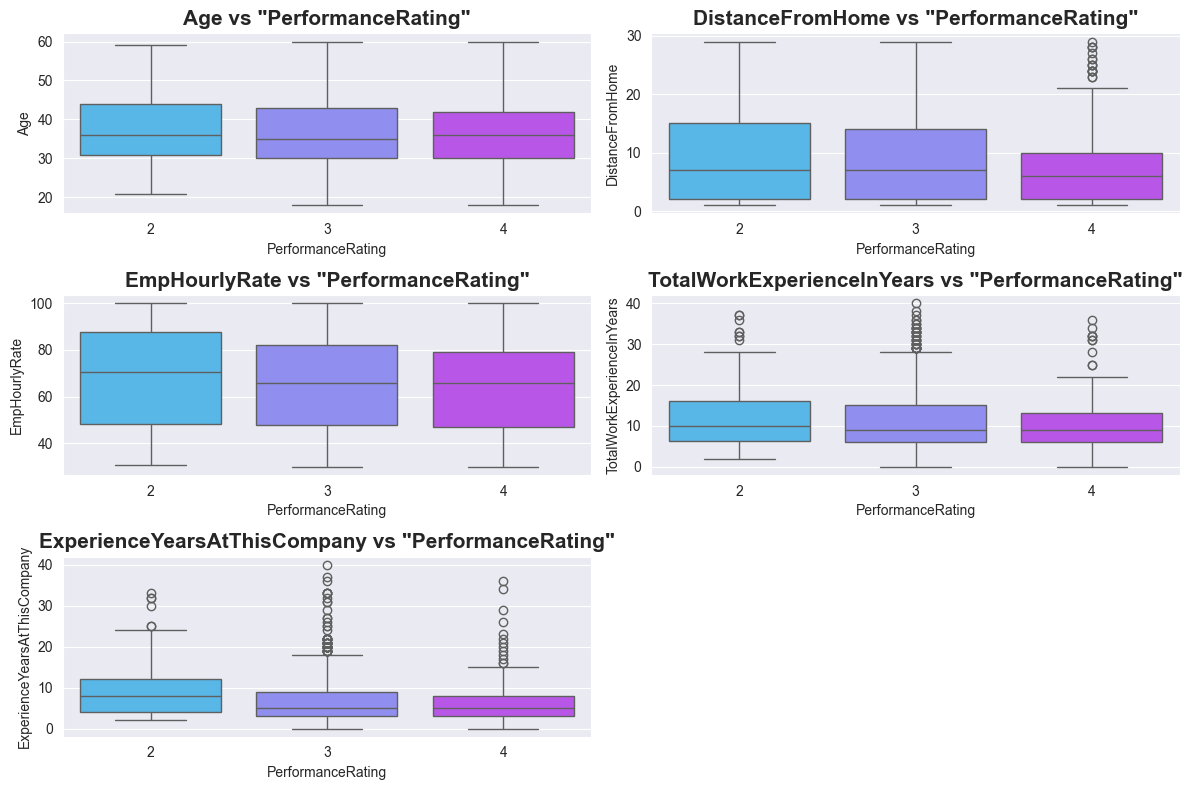 Age vs "PerformanceRating"
60
50
40
30
20
Age
2 3 4
PerformanceRating
DistanceFromHome vs "PerformanceRating"
30
20
10
0
DistanceFromHome
2 3 4
PerformanceRating
EmpHourlyRate vs "PerformanceRating"
100
80
60
40
EmpHourlyRate
2 3 4
PerformanceRating
TotalWorkExperienceInYears vs "PerformanceRating"
40
30
20
10
0
TotalWorkExperienceInYears
2 3 4
PerformanceRating
ExperienceYearsAtThisCompany vs "PerformanceRating"
40
30
20
10
0
ExperienceYearsAtThisCompany
2 3 4
PerformanceRating